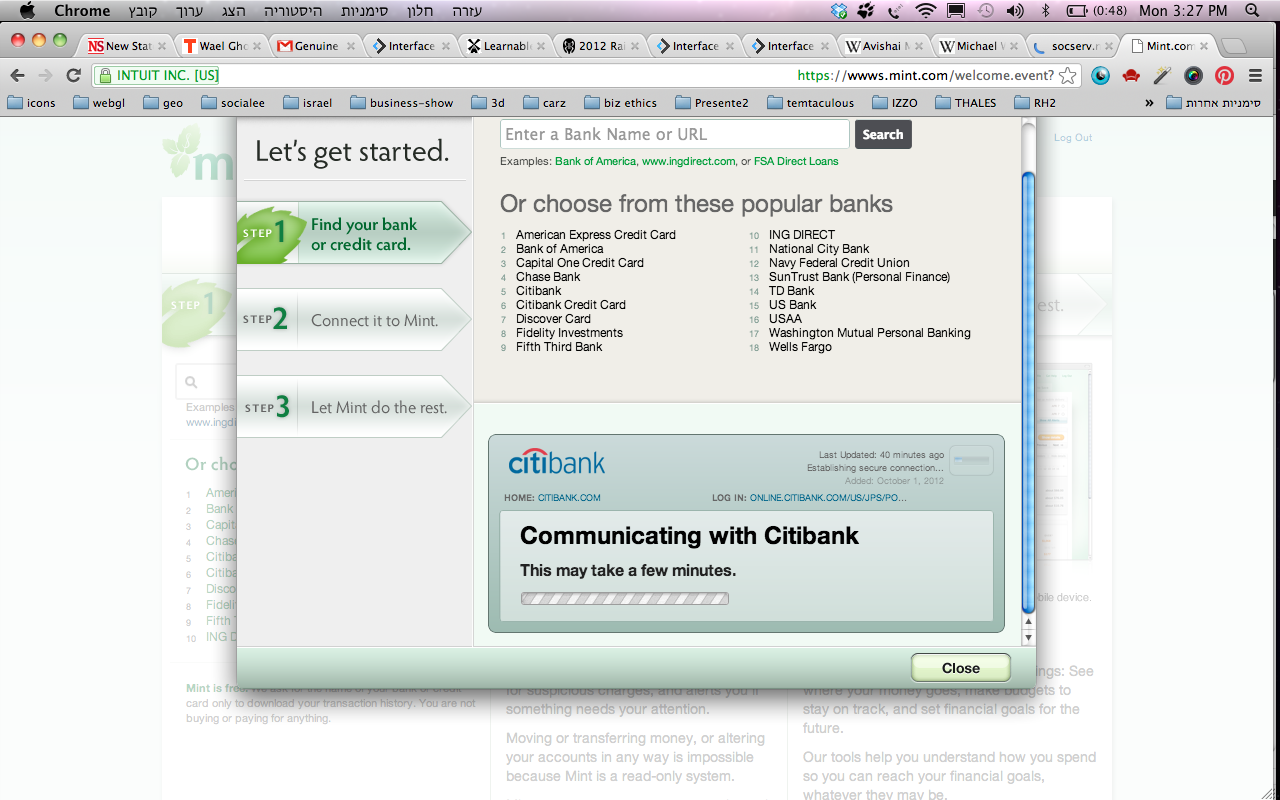 Chrome קובץ ערוך הצג היסטוריה סימניות חלון עזרה (0:48) Mon 3:27 PM
NS New Stat T Wael Gho Genuine Interface Learnabl 2012 Rai Interface Interface W Avishai M W Michael W socserv.m Mint.com
INTUIT INC. [US] https://wwws.mint.com/welcome.event?
icons webgl geo socialee israel business-show 3d carz biz ethics Presente2 temtaculous IZZO THALES RH2 » סימניות אחרות
m
Log Out
Let's get started.
STEP 1 Find your bank
or credit card.
STEP 2 Connect it to Mint.
STEP 3 Let Mint do the rest.
Enter a Bank Name or URL Search
Examples: Bank of America, www.ingdirect.com, or FSA Direct Loans
Or choose from these popular banks
1 American Express Credit Card
2 Bank of America
3 Capital One Credit Card
4 Chase Bank
5 Citibank
6 Citibank Credit Card
7 Discover Card
8 Fidelity Investments
9 Fifth Third Bank
10 ING DIRECT
11 National City Bank
12 Navy Federal Credit Union
13 SunTrust Bank (Personal Finance)
14 TD Bank
15 US Bank
16 USAA
17 Washington Mutual Personal Banking
18 Wells Fargo
citibank
Last Updated: 40 minutes ago
Establishing secure connection...
Added: October 1, 2012
HOME: CITIBANK.COM LOG IN: ONLINE.CITIBANK.COM/US/JPS/PO...
Communicating with Citibank
This may take a few minutes.
Close
STEP 1
est.
Examples
www.ingd
Or cho
1 Ameri
2 Bank
3 Capit
4 Chas
5 Citiba
6 Citiba
7 Disco
8 Fideli
9 Fifth T
10 ING D
bile device.
Mint is free.
card only to download your transaction history. You are not
buying or paying for anything.
for suspicious charges, and alerts you if
something needs your attention.
Moving or transferring money, or altering
your accounts in any way is impossible
because Mint is a read-only system.
ngs: See
where your money goes, make budgets to
stay on track, and set financial goals for the
future.
Our tools help you understand how you spend
so you can reach your financial goals,
whatever they may be.